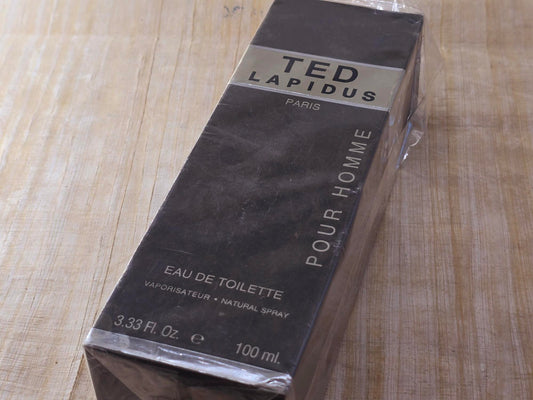 TED
LAPIDUS
PARIS
POUR HOMME
EAU DE TOILETTE
VAPORISATEUR • NATURAL SPRAY
3.33 Fl. Oz. ℮ 100 ml.